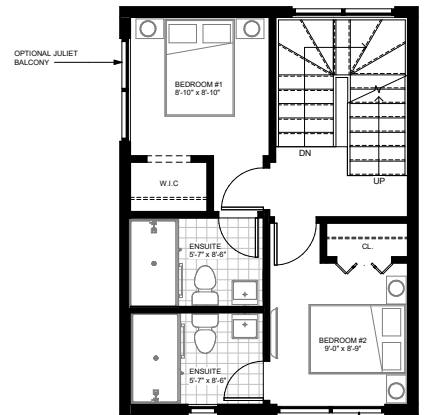 OPTIONAL JULIET
BALCONY
BEDROOM #1
8'-10" x 8'-10"
DN
UP
W.I.C
CL.
ENSUITE
5'-7" x 8'-6"
BEDROOM #2
9'-0" x 8'-9"
ENSUITE
5'-7" x 8'-6"